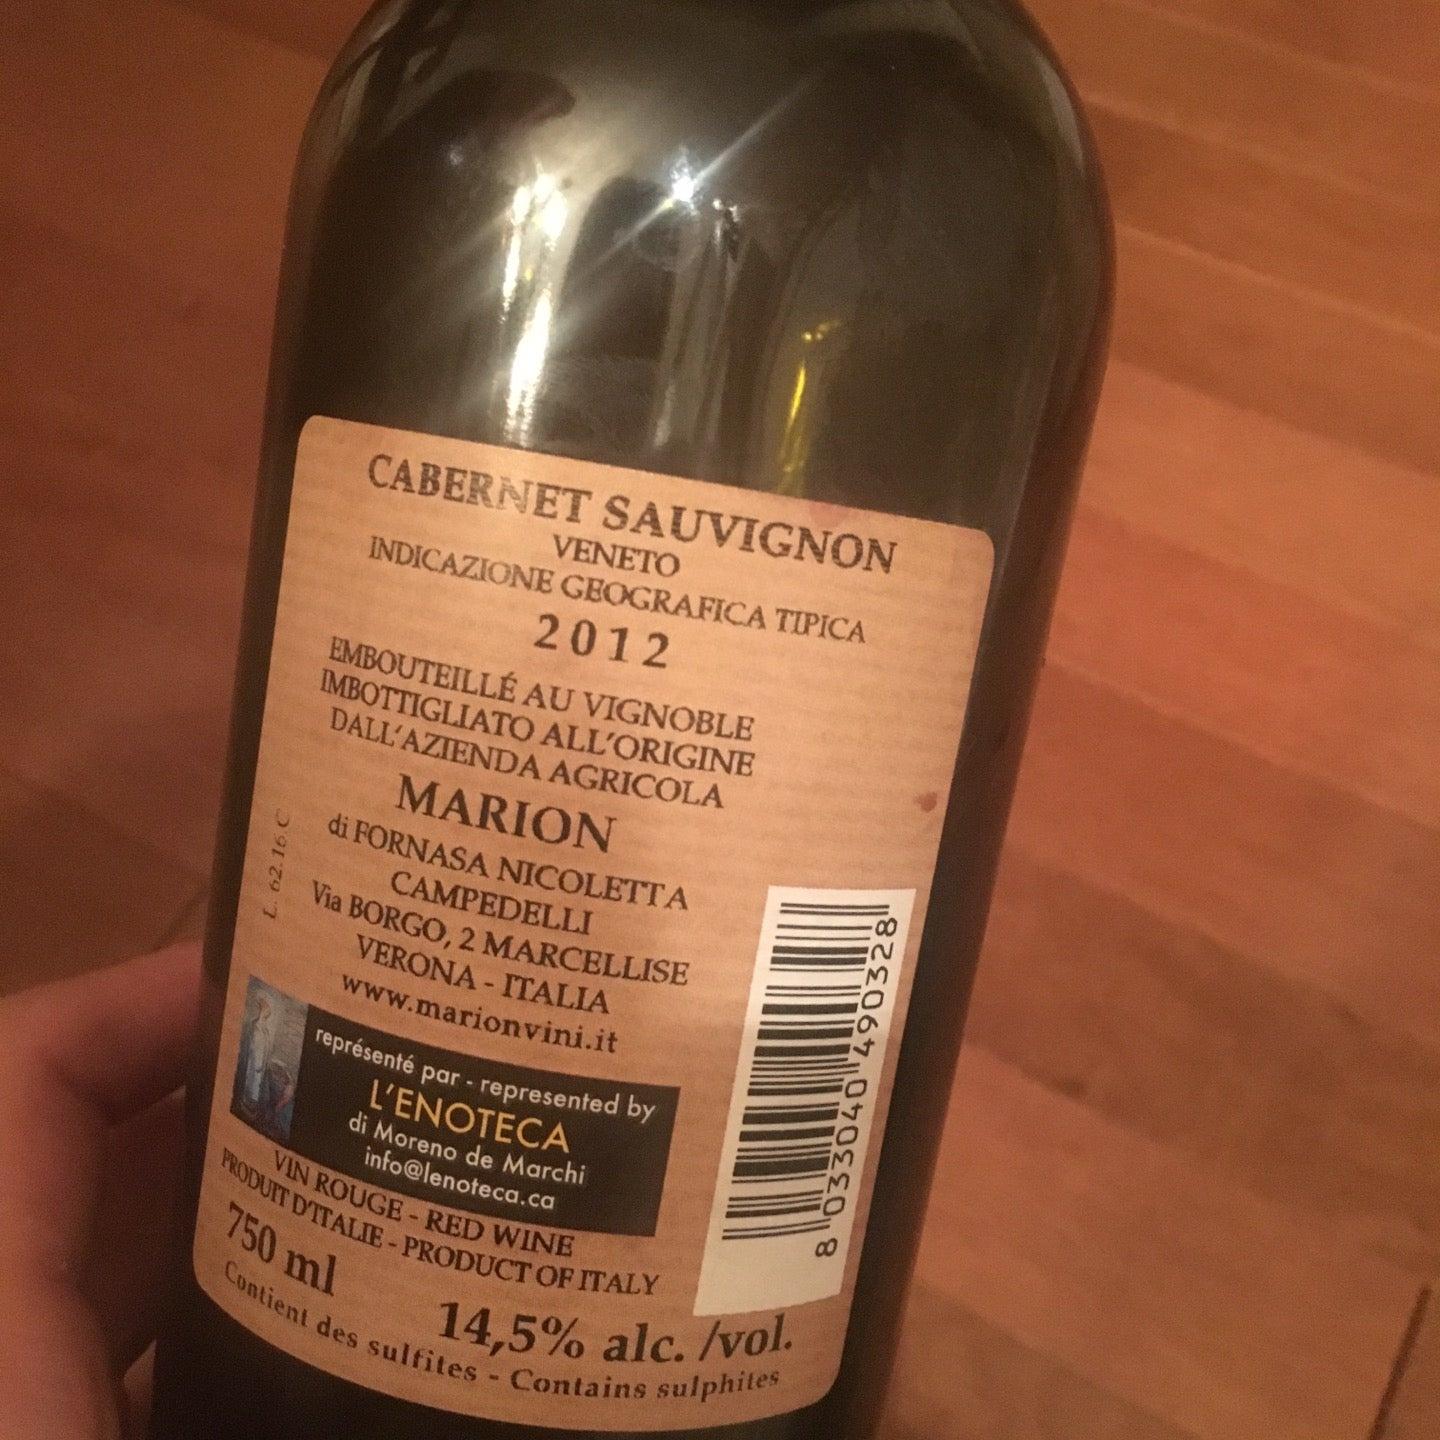 CABERNET SAUVIGNON
VENETO
INDICAZIONE GEOGRAFICA TIPICA
2012
EMBOUTEILLÉ AU VIGNOBLE
IMBOTTIGLIATO ALL'ORIGINE
DALL'AZIENDA AGRICOLA
MARION
di FORNASA NICOLETTA
CAMPEDELLI
Via BORGO, 2 MARCELLISE
VERONA - ITALIA
www.marionvini.it
L. 62.16 C
représenté par - represented by
L'ENOTECA
di Moreno de Marchi
info@lenoteca.ca
VIN ROUGE - RED WINE
PRODUIT D'ITALIE - PRODUCT OF ITALY
750 ml
14,5% alc. /vol.
Contient des sulfites - Contains sulphites
8 033040 490328